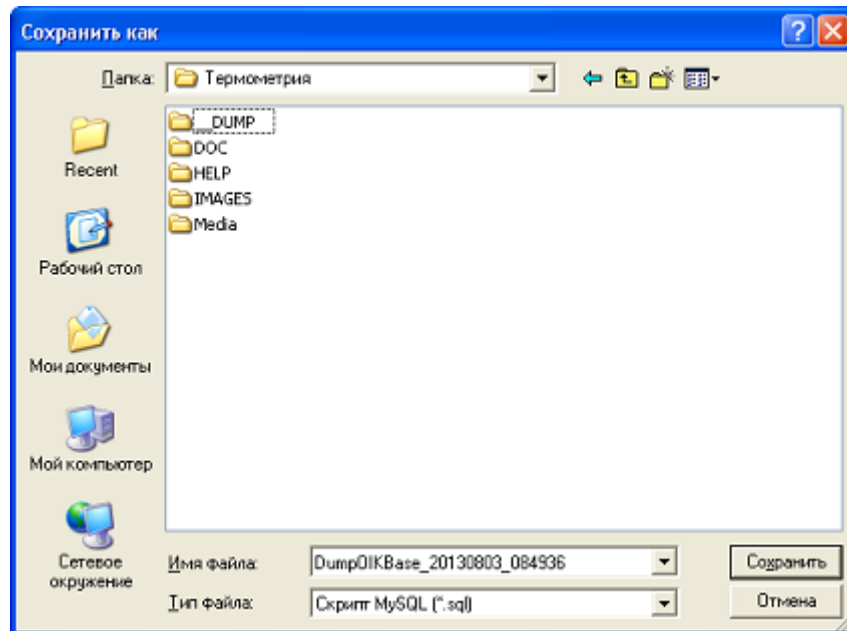 Сохранить как
Папка: Термометрия
__DUMP
DOC
HELP
IMAGES
Media
Recent
Рабочий стол
Мои документы
Мой компьютер
Сетевое
окружение
Имя файла: DumpOIKBase_20130803_084936 Сохранить
Тип файла: Скрипт MySQL (*.sql) Отмена